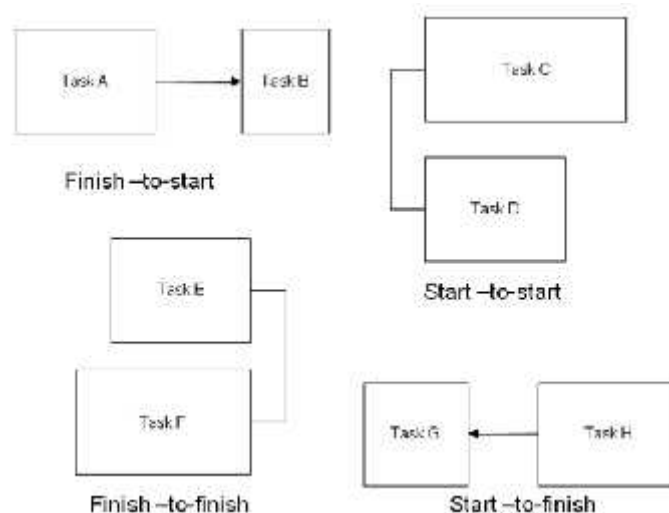 Task A
Task B
Finish –to-start
Task C
Task D
Start –to-start
Task E
Task F
Finish –to-finish
Task G
Task H
Start –to-finish